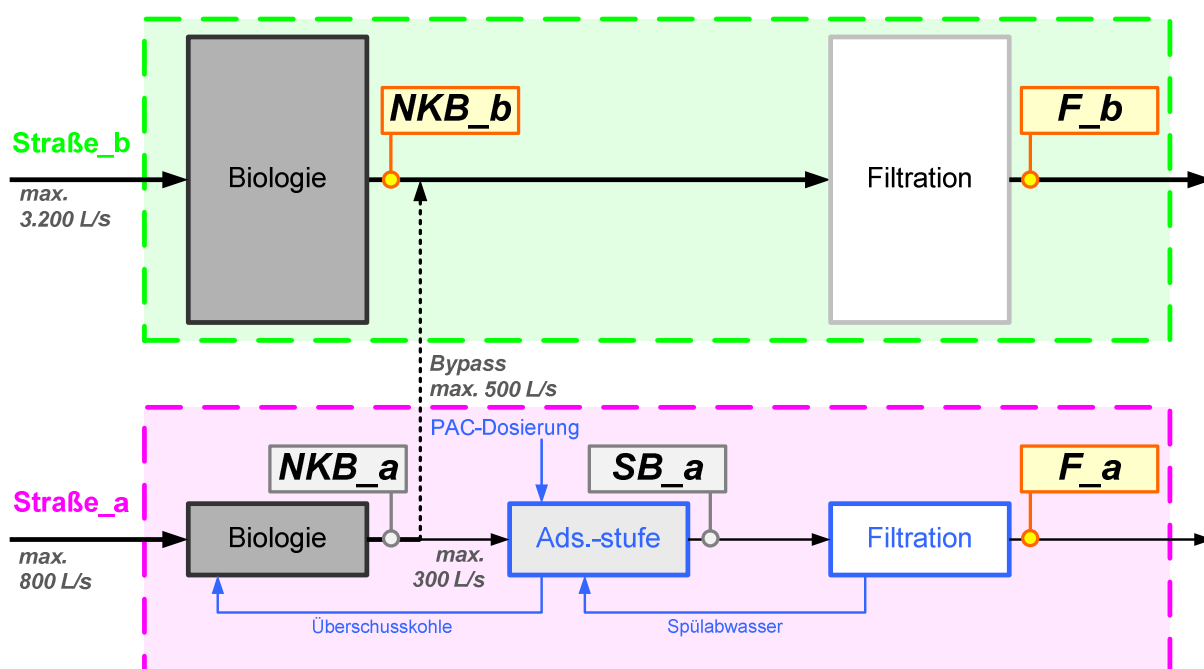 NKB_b
F_b
Straße_b
Biologie
Filtration
max.
3.200 L/s
Bypass
max. 500 L/s
PAC-Dosierung
NKB_a
SB_a
F_a
Straße_a
Biologie
Ads.-stufe
Filtration
max.
800 L/s
max.
300 L/s
Überschusskohle
Spülabwasser